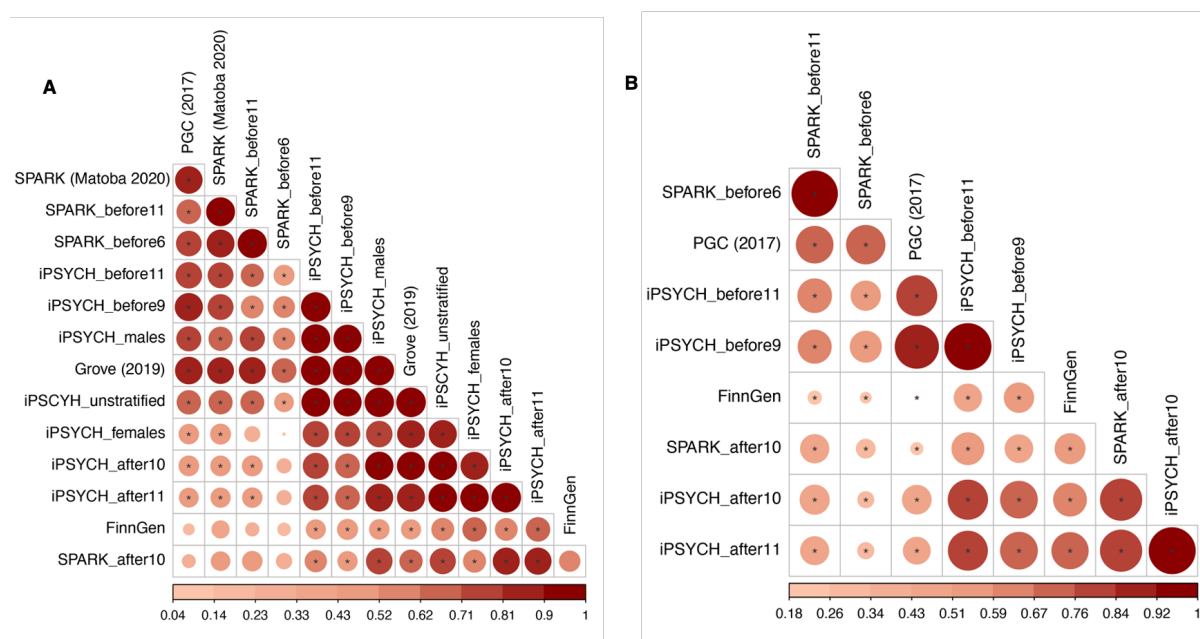 A
PGC (2017)
SPARK (Matoba 2020)
SPARK_before11
SPARK_before6
iPSYCH_before11
iPSYCH_before9
iPSYCH_males
Grove (2019)
iPSCYH_unstratified
iPSYCH_females
iPSYCH_after10
iPSYCH_after11
FinnGen
SPARK (Matoba 2020)
SPARK_before11
SPARK_before6
iPSYCH_before11
iPSYCH_before9
iPSYCH_males
Grove (2019)
iPSCYH_unstratified
iPSYCH_females
iPSYCH_after10
iPSYCH_after11
FinnGen
SPARK_after10
0.04 0.14 0.23 0.33 0.43 0.52 0.62 0.71 0.81 0.9 1
B
SPARK_before11
SPARK_before6
PGC (2017)
iPSYCH_before11
iPSYCH_before9
FinnGen
SPARK_after10
iPSYCH_after10
SPARK_before6
PGC (2017)
iPSYCH_before11
iPSYCH_before9
FinnGen
SPARK_after10
iPSYCH_after10
iPSYCH_after11
0.18 0.26 0.34 0.43 0.51 0.59 0.67 0.76 0.84 0.92 1